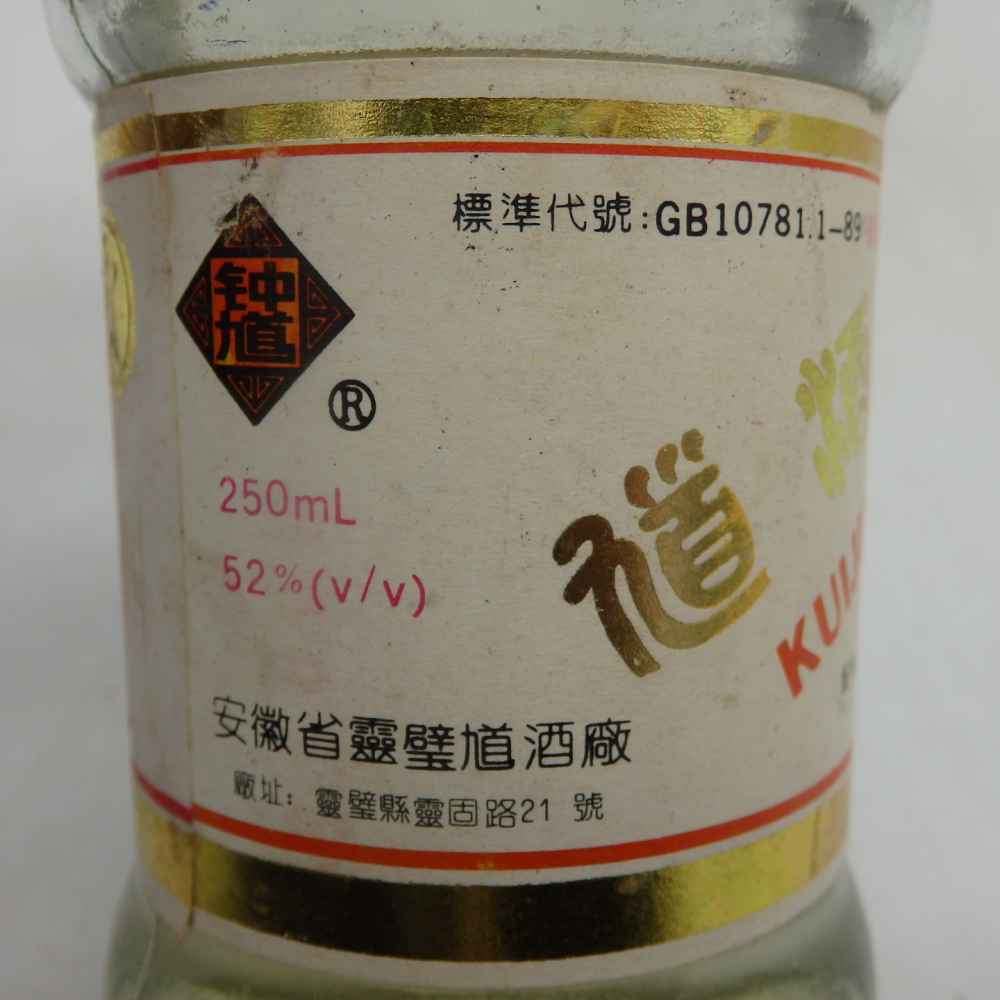 標準代號:GB10781.1-89
钟馗
®
250mL
52%(v/v)
馗
KUI
安徽省靈璧馗酒廠
廠址: 靈璧縣靈固路21 號